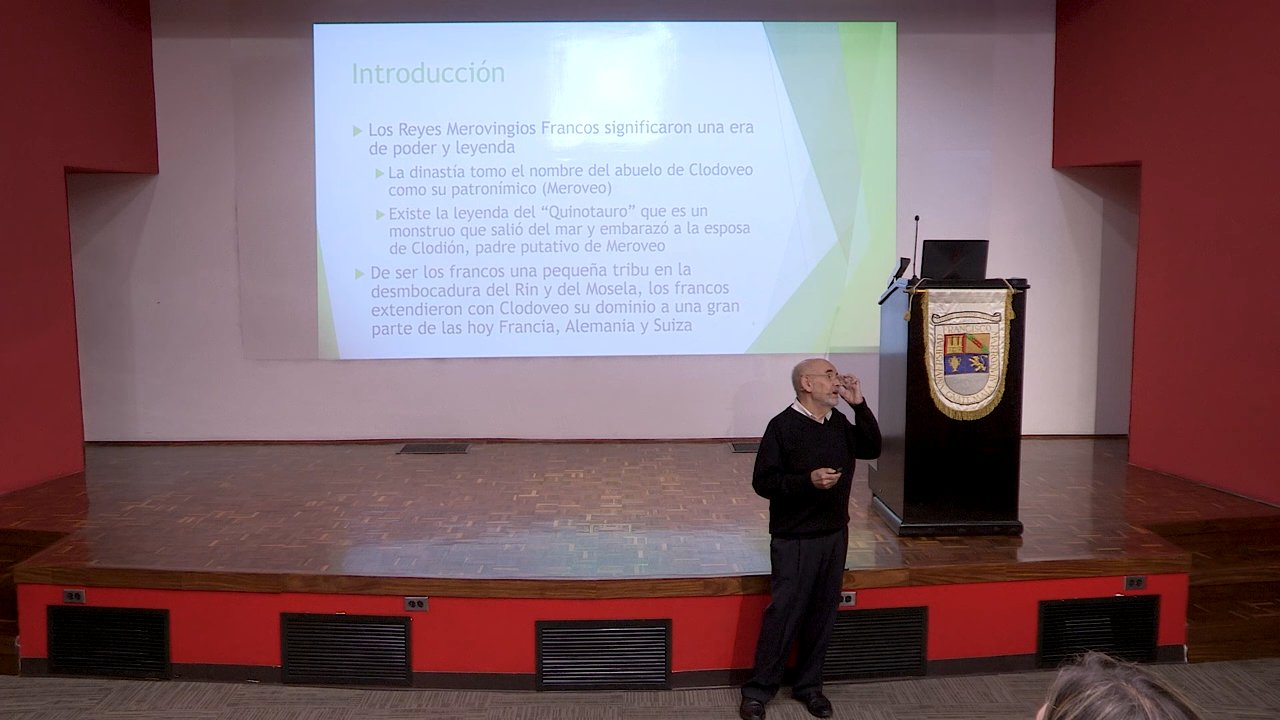 Introducción
Los Reyes Merovingios Francos significaron una era
de poder y leyenda
La dinastía tomo el nombre del abuelo de Clodoveo
como su patronímico (Meroveo)
Existe la leyenda del “Quinotauro” que es un
monstruo que salió del mar y embarazó a la esposa
de Clodión, padre putativo de Meroveo
De ser los francos una pequeña tribu en la
desmbocadura del Rin y del Mosela, los francos
extendieron con Clodoveo su dominio a una gran
parte de las hoy Francia, Alemania y Suiza
FRANCISCO